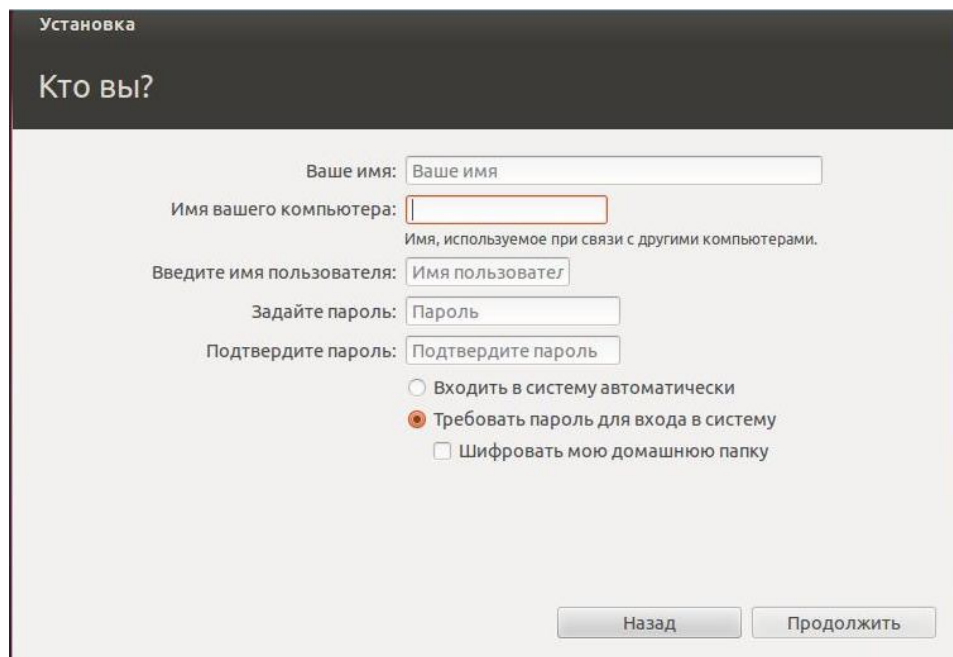 Установка
Кто вы?
Ваше имя: Ваше имя
Имя вашего компьютера:
Имя, используемое при связи с другими компьютерами.
Введите имя пользователя: Имя пользовател
Задайте пароль: Пароль
Подтвердите пароль: Подтвердите пароль
Входить в систему автоматически
Требовать пароль для входа в систему
Шифровать мою домашнюю папку
Назад Продолжить